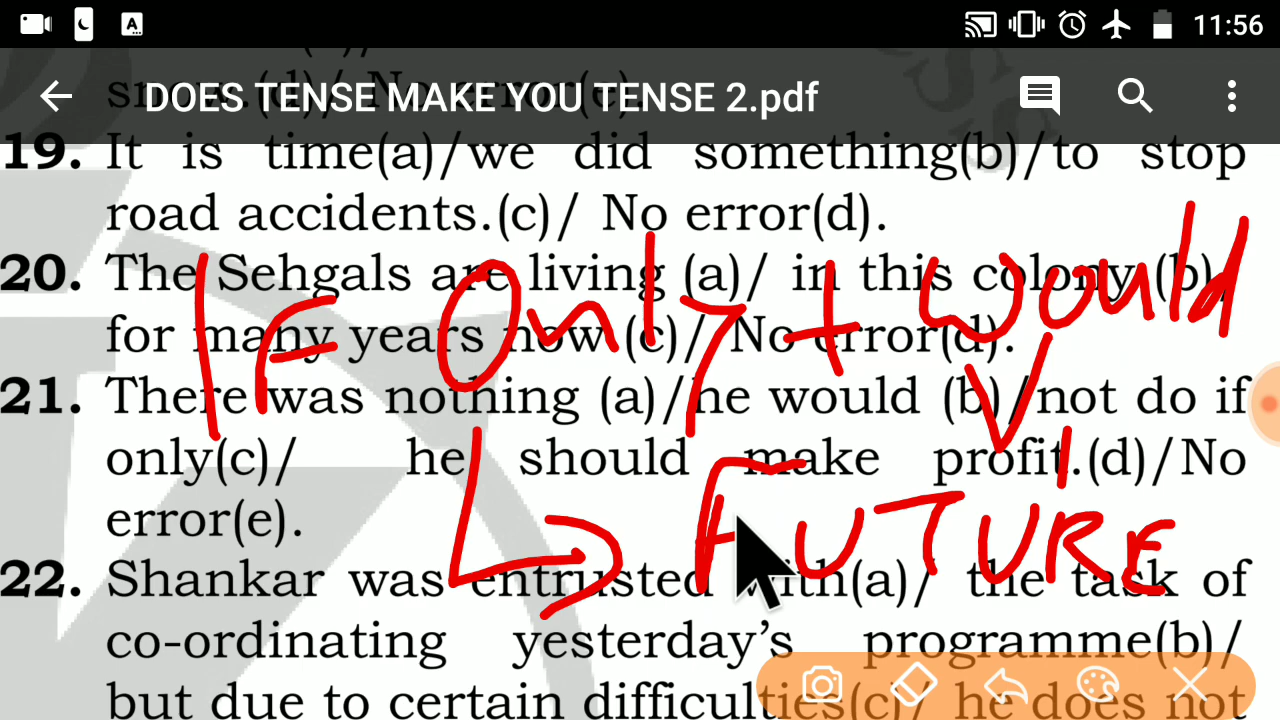 11:56
DOES TENSE MAKE YOU TENSE 2.pdf
snow.(d)/ No error(e).
19. It is time(a)/we did something(b)/to stop
road accidents.(c)/ No error(d).
20. The Sehgals are living (a)/ in this colony (b)/
for many years now (c)/ No error(d).
21. There was nothing (a)/he would (b)/not do if
only(c)/ he should make profit.(d)/No
error(e).
22. Shankar was entrusted with(a)/ the task of
co-ordinating yesterday's programme(b)/
but due to certain difficulties(c)/ he does not
IF Only + would
V1
FUTURE